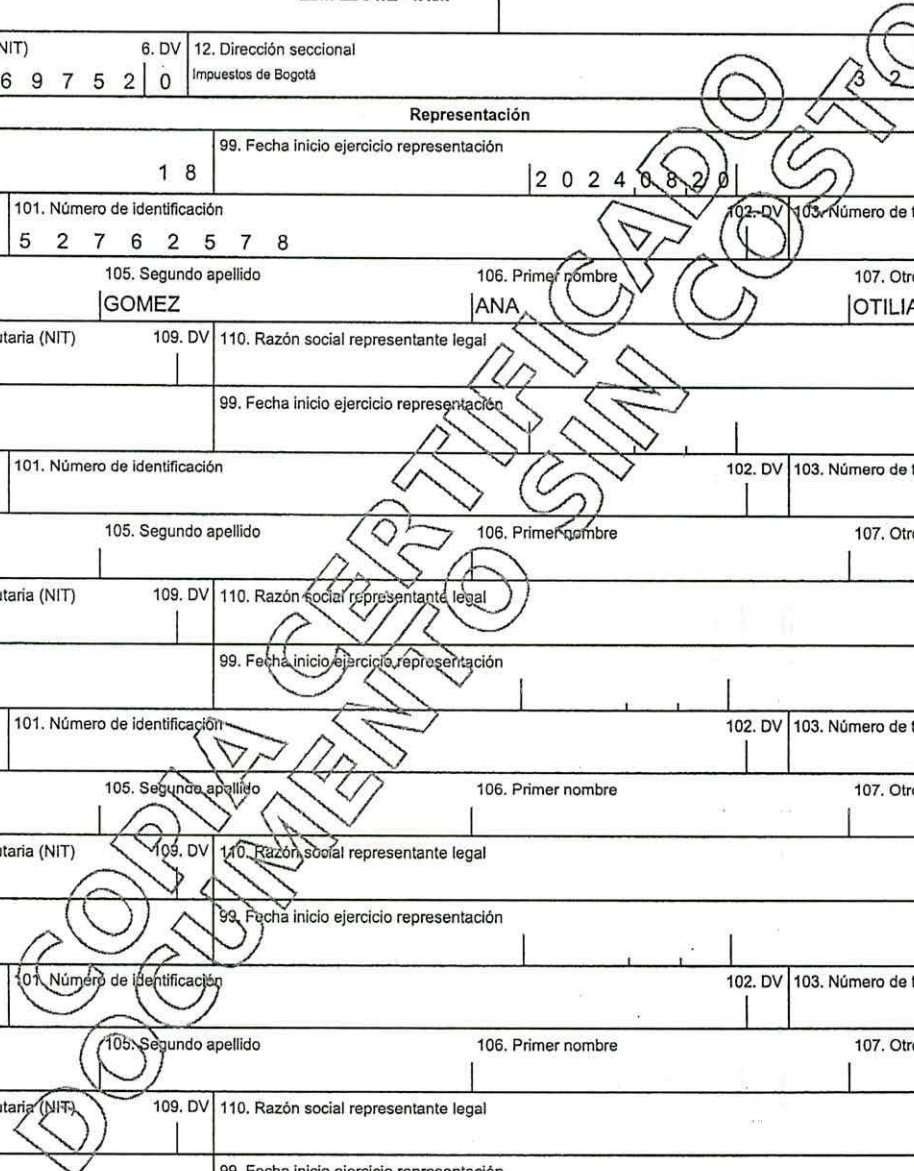 NIT) 6. DV 12. Dirección seccional
6 9 7 5 2 0 Impuestos de Bogotá 3 2
Representación
99. Fecha inicio ejercicio representación
1 8 2 0 2 4 0 8 2 0
101. Número de identificación 102. DV 103. Número de t
5 2 7 6 2 5 7 8
105. Segundo apellido 106. Primer nombre 107. Otro
GOMEZ ANA OTILIA
utaria (NIT) 109. DV 110. Razón social representante legal
99. Fecha inicio ejercicio representación
101. Número de identificación 102. DV 103. Número de t
105. Segundo apellido 106. Primer nombre 107. Otro
utaria (NIT) 109. DV 110. Razón social representante legal
99. Fecha inicio ejercicio representación
101. Número de identificación 102. DV 103. Número de t
105. Segundo apellido 106. Primer nombre 107. Otro
utaria (NIT) 109. DV 110. Razón social representante legal
99. Fecha inicio ejercicio representación
101. Número de identificación 102. DV 103. Número de t
105. Segundo apellido 106. Primer nombre 107. Otro
utaria (NIT) 109. DV 110. Razón social representante legal
99. Fecha inicio ejercicio representación
COPIA CERTIFICADO
DOCUMENTO SIN COSTO